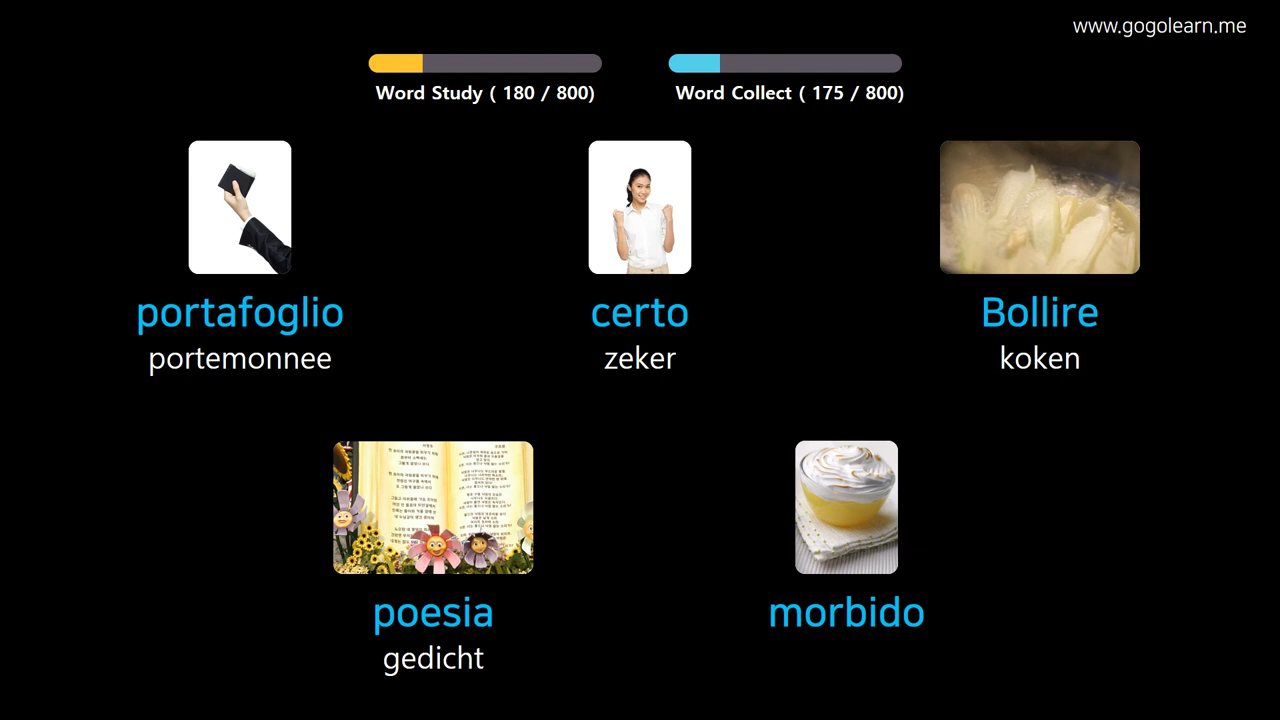 www.gogolearn.me
Word Study ( 180 / 800)
Word Collect ( 175 / 800)
portafoglio
portemonnee
certo
zeker
Bollire
koken
poesia
gedicht
morbido